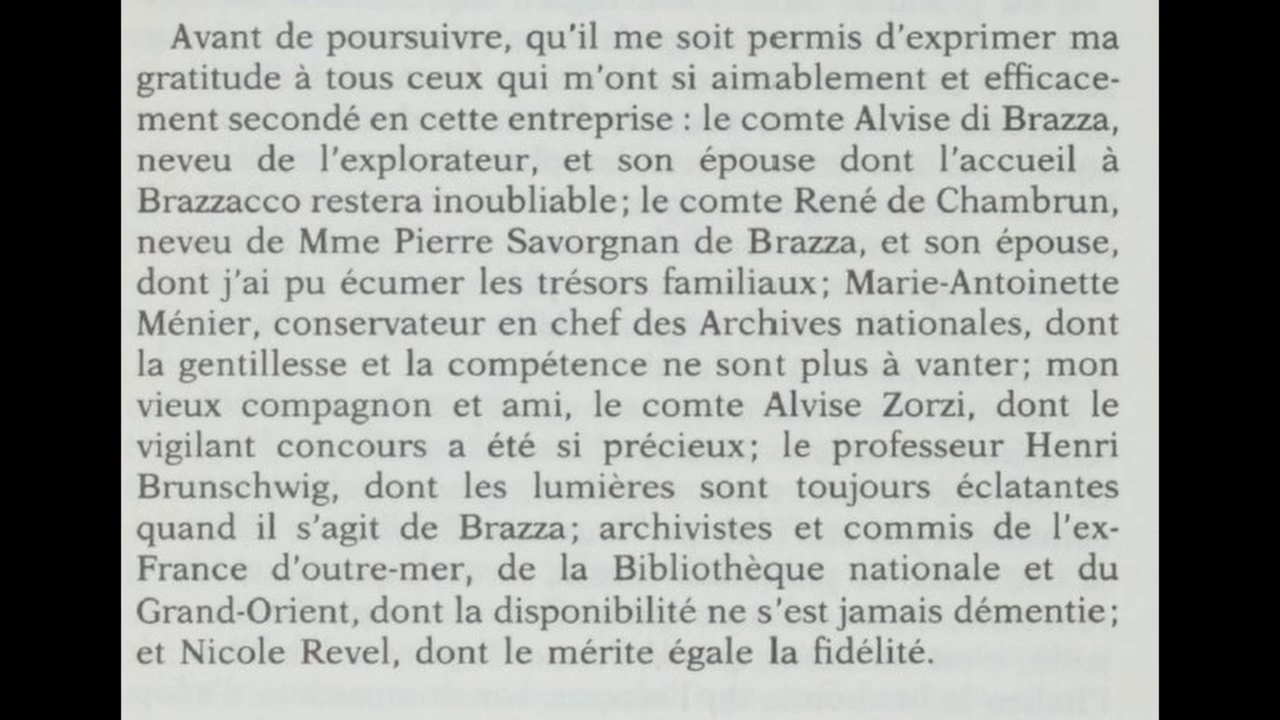 Avant de poursuivre, qu'il me soit permis d'exprimer ma
gratitude à tous ceux qui m'ont si aimablement et efficace-
ment secondé en cette entreprise : le comte Alvise di Brazza,
neveu de l'explorateur, et son épouse dont l'accueil à
Brazzacco restera inoubliable; le comte René de Chambrun,
neveu de Mme Pierre Savorgnan de Brazza, et son épouse,
dont j'ai pu écumer les trésors familiaux; Marie-Antoinette
Ménier, conservateur en chef des Archives nationales, dont
la gentillesse et la compétence ne sont plus à vanter; mon
vieux compagnon et ami, le comte Alvise Zorzi, dont le
vigilant concours a été si précieux; le professeur Henri
Brunschwig, dont les lumières sont toujours éclatantes
quand il s'agit de Brazza; archivistes et commis de l'ex-
France d'outre-mer, de la Bibliothèque nationale et du
Grand-Orient, dont la disponibilité ne s'est jamais démentie;
et Nicole Revel, dont le mérite égale la fidélité.